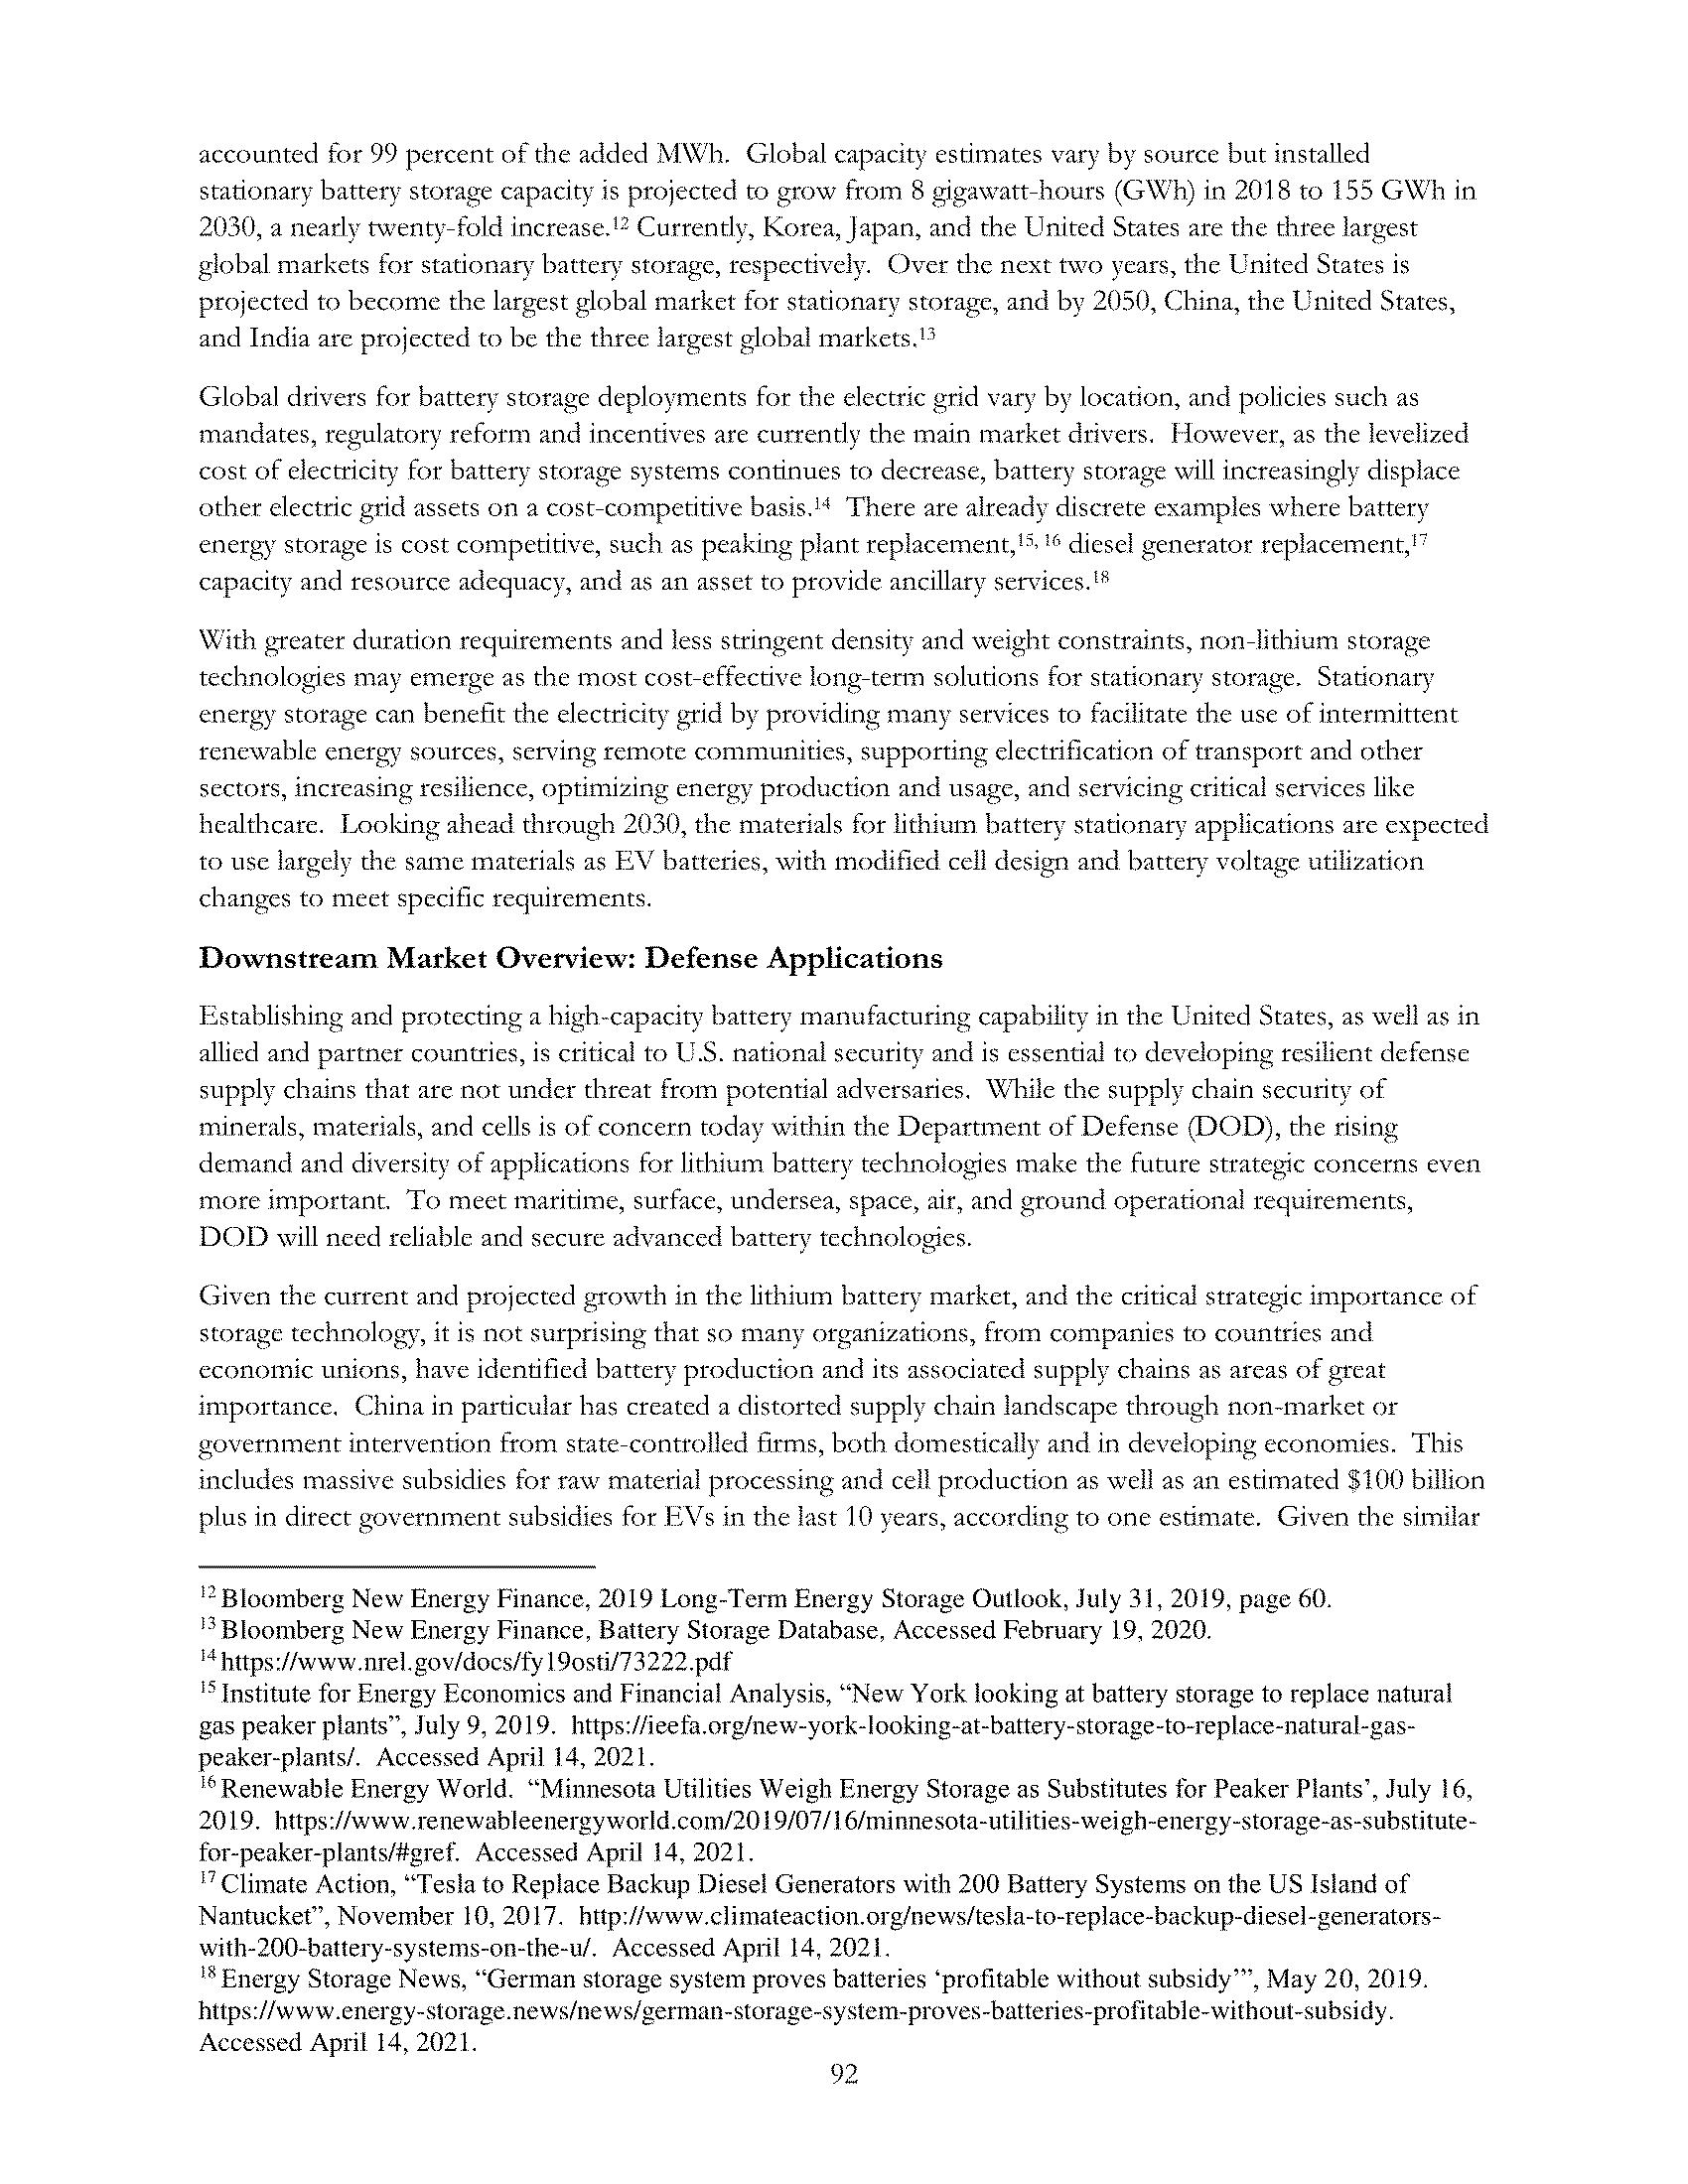 accounted for 99 percent of the added MWh.  Global capacity estimates vary by source but installed
stationary battery storage capacity is projected to grow from 8 gigawatt-hours (GWh) in 2018 to 155 GWh in
2030, a nearly twenty-fold increase.12 Currently, Korea, Japan, and the United States are the three largest
global markets for stationary battery storage, respectively.  Over the next two years, the United States is
projected to become the largest global market for stationary storage, and by 2050, China, the United States,
and India are projected to be the three largest global markets.13
Global drivers for battery storage deployments for the electric grid vary by location, and policies such as
mandates, regulatory reform and incentives are currently the main market drivers.  However, as the levelized
cost of electricity for battery storage systems continues to decrease, battery storage will increasingly displace
other electric grid assets on a cost-competitive basis.14  There are already discrete examples where battery
energy storage is cost competitive, such as peaking plant replacement,15, 16 diesel generator replacement,17
capacity and resource adequacy, and as an asset to provide ancillary services.18
With greater duration requirements and less stringent density and weight constraints, non-lithium storage
technologies may emerge as the most cost-effective long-term solutions for stationary storage.  Stationary
energy storage can benefit the electricity grid by providing many services to facilitate the use of intermittent
renewable energy sources, serving remote communities, supporting electrification of transport and other
sectors, increasing resilience, optimizing energy production and usage, and servicing critical services like
healthcare.  Looking ahead through 2030, the materials for lithium battery stationary applications are expected
to use largely the same materials as EV batteries, with modified cell design and battery voltage utilization
changes to meet specific requirements.
Downstream Market Overview: Defense Applications
Establishing and protecting a high-capacity battery manufacturing capability in the United States, as well as in
allied and partner countries, is critical to U.S. national security and is essential to developing resilient defense
supply chains that are not under threat from potential adversaries.  While the supply chain security of
minerals, materials, and cells is of concern today within the Department of Defense (DOD), the rising
demand and diversity of applications for lithium battery technologies make the future strategic concerns even
more important.  To meet maritime, surface, undersea, space, air, and ground operational requirements,
DOD will need reliable and secure advanced battery technologies.
Given the current and projected growth in the lithium battery market, and the critical strategic importance of
storage technology, it is not surprising that so many organizations, from companies to countries and
economic unions, have identified battery production and its associated supply chains as areas of great
importance.  China in particular has created a distorted supply chain landscape through non-market or
government intervention from state-controlled firms, both domestically and in developing economies.  This
includes massive subsidies for raw material processing and cell production as well as an estimated $100 billion
plus in direct government subsidies for EVs in the last 10 years, according to one estimate.  Given the similar
12 Bloomberg New Energy Finance, 2019 Long-Term Energy Storage Outlook, July 31, 2019, page 60.
13 Bloomberg New Energy Finance, Battery Storage Database, Accessed February 19, 2020.
14 https://www.nrel.gov/docs/fy19osti/73222.pdf
15 Institute for Energy Economics and Financial Analysis, “New York looking at battery storage to replace natural
gas peaker plants”, July 9, 2019.  https://ieefa.org/new-york-looking-at-battery-storage-to-replace-natural-gas-
peaker-plants/.  Accessed April 14, 2021.
16 Renewable Energy World.  “Minnesota Utilities Weigh Energy Storage as Substitutes for Peaker Plants’, July 16,
2019.  https://www.renewableenergyworld.com/2019/07/16/minnesota-utilities-weigh-energy-storage-as-substitute-
for-peaker-plants/#gref.  Accessed April 14, 2021.
17 Climate Action, “Tesla to Replace Backup Diesel Generators with 200 Battery Systems on the US Island of
Nantucket”, November 10, 2017.  http://www.climateaction.org/news/tesla-to-replace-backup-diesel-generators-
with-200-battery-systems-on-the-u/.  Accessed April 14, 2021.
18 Energy Storage News, “German storage system proves batteries ‘profitable without subsidy’”, May 20, 2019.
https://www.energy-storage.news/news/german-storage-system-proves-batteries-profitable-without-subsidy.
Accessed April 14, 2021.
92